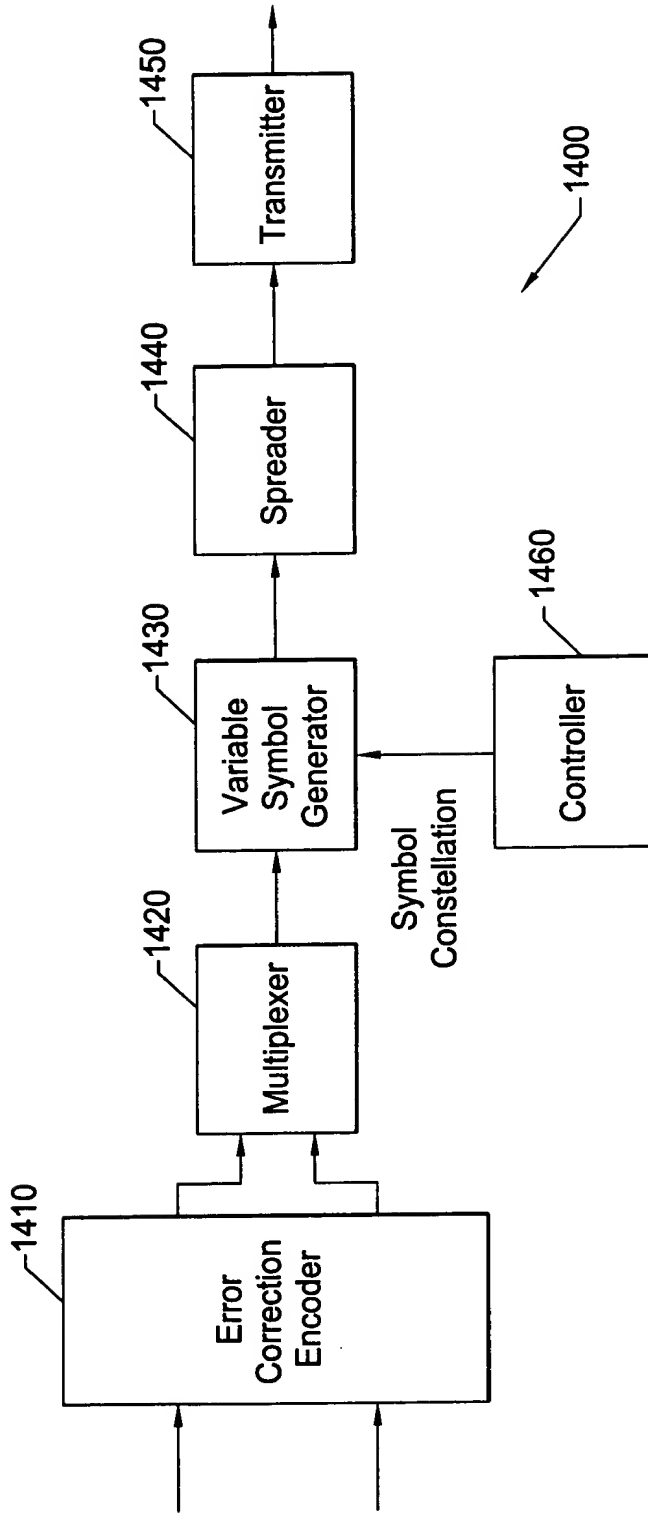 1410
Error
Correction
Encoder
1420
Multiplexer
1430
Variable
Symbol
Generator
1440
Spreader
1450
Transmitter
Symbol
Constellation
1460
Controller
1400